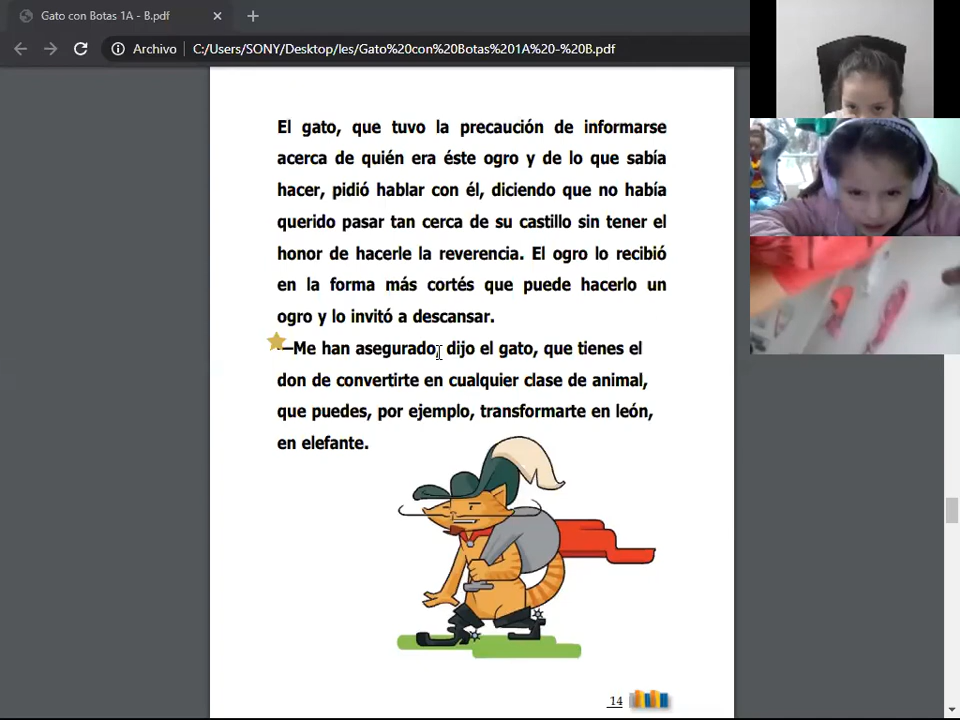 Gato con Botas 1A - B.pdf
Archivo
C:/Users/SONY/Desktop/les/Gato%20con%20Botas%201A%20-%20B.pdf
El gato, que tuvo la precaución de informarse
acerca de quién era éste ogro y de lo que sabía
hacer, pidió hablar con él, diciendo que no había
querido pasar tan cerca de su castillo sin tener el
honor de hacerle la reverencia. El ogro lo recibió
en la forma más cortés que puede hacerlo un
ogro y lo invitó a descansar.
—Me han asegurado, dijo el gato, que tienes el
don de convertirte en cualquier clase de animal,
que puedes, por ejemplo, transformarte en león,
en elefante.
14